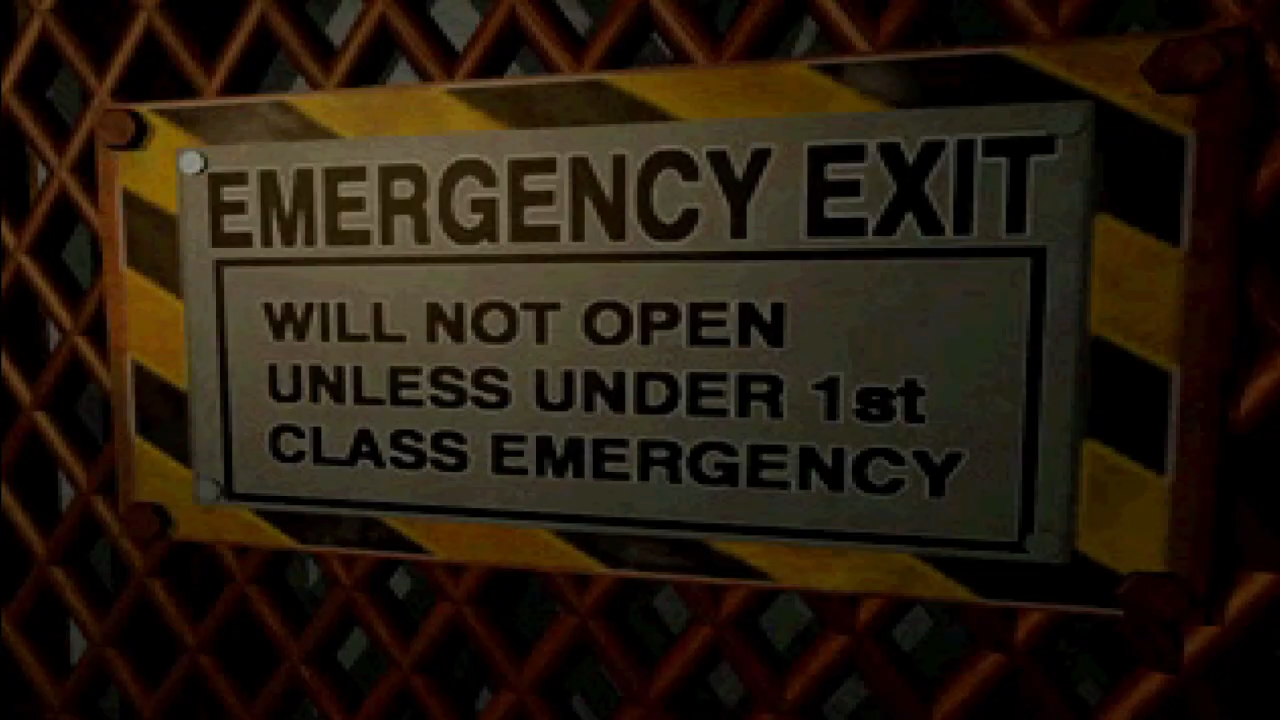 EMERGENCY EXIT
WILL NOT OPEN
UNLESS UNDER 1st
CLASS EMERGENCY